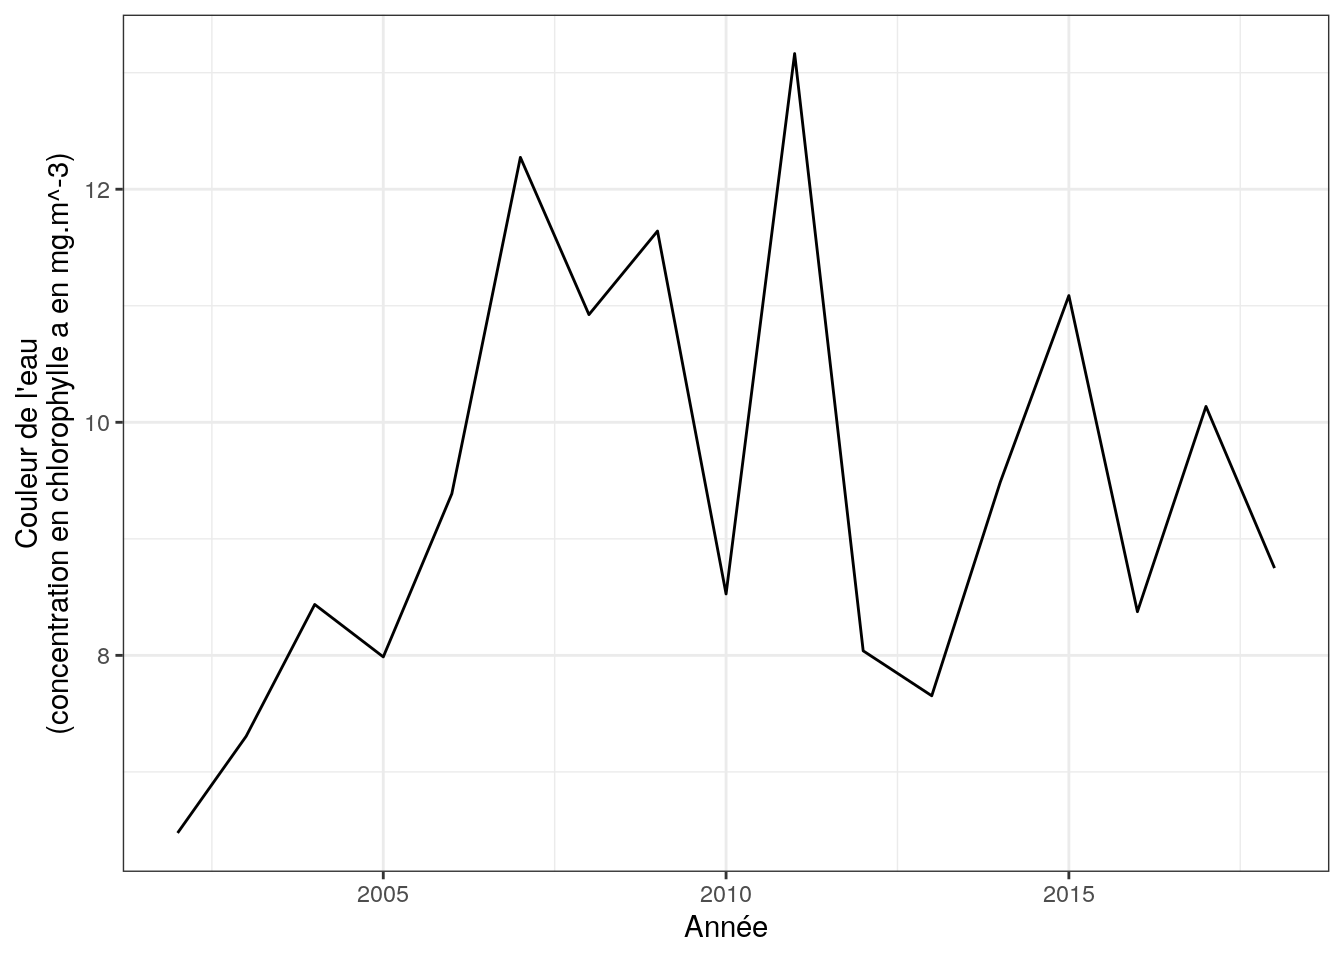 Couleur de l'eau
(concentration en chlorophylle a en mg.m^-3)
12
10
8
2005 2010 2015
Année